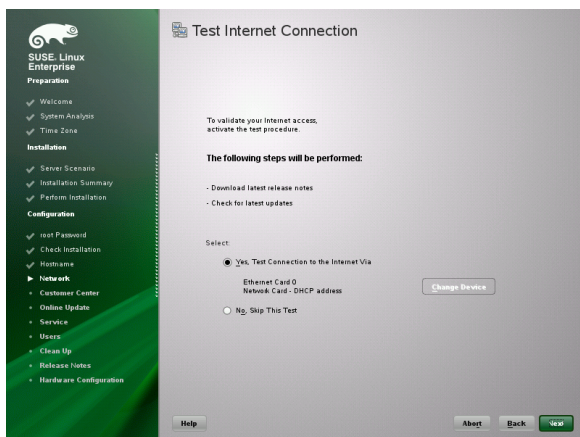 SUSE. Linux
Enterprise
Preparation
Welcome
System Analysis
Time Zone
Installation
Server Scenario
Installation Summary
Perform Installation
Configuration
root Password
Check Installation
Hostname
Network
Customer Center
Online Update
Service
Users
Clean Up
Release Notes
Hardware Configuration
Test Internet Connection
To validate your Internet access,
activate the test procedure.
The following steps will be performed:
- Download latest release notes
- Check for latest updates
Select:
Yes, Test Connection to the Internet Via
Ethernet Card 0
Network Card - DHCP address
Change Device
No, Skip This Test
Help
Abort
Back
Next